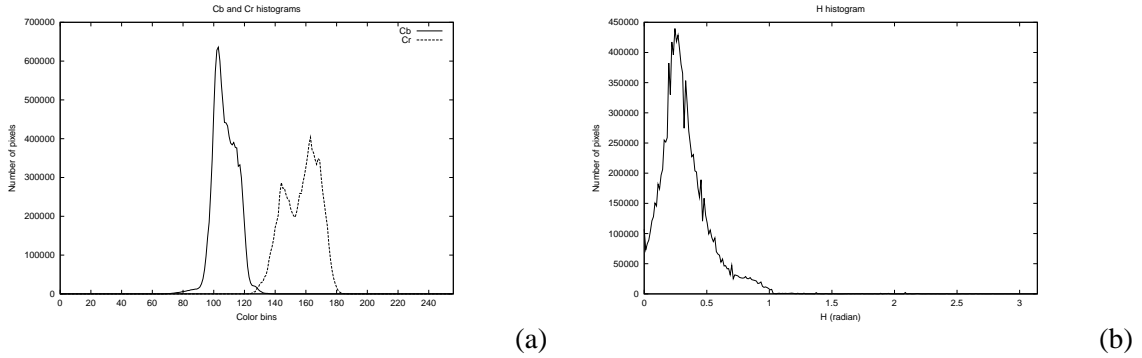 Cb and Cr histograms
700000
600000
500000
400000
300000
200000
100000
0
Number of pixels
Cb
Cr
0 20 40 60 80 100 120 140 160 180 200 220 240
Color bins
(a)
H histogram
450000
400000
350000
300000
250000
200000
150000
100000
50000
0
Number of pixels
0 0.5 1 1.5 2 2.5 3
H (radian)
(b)